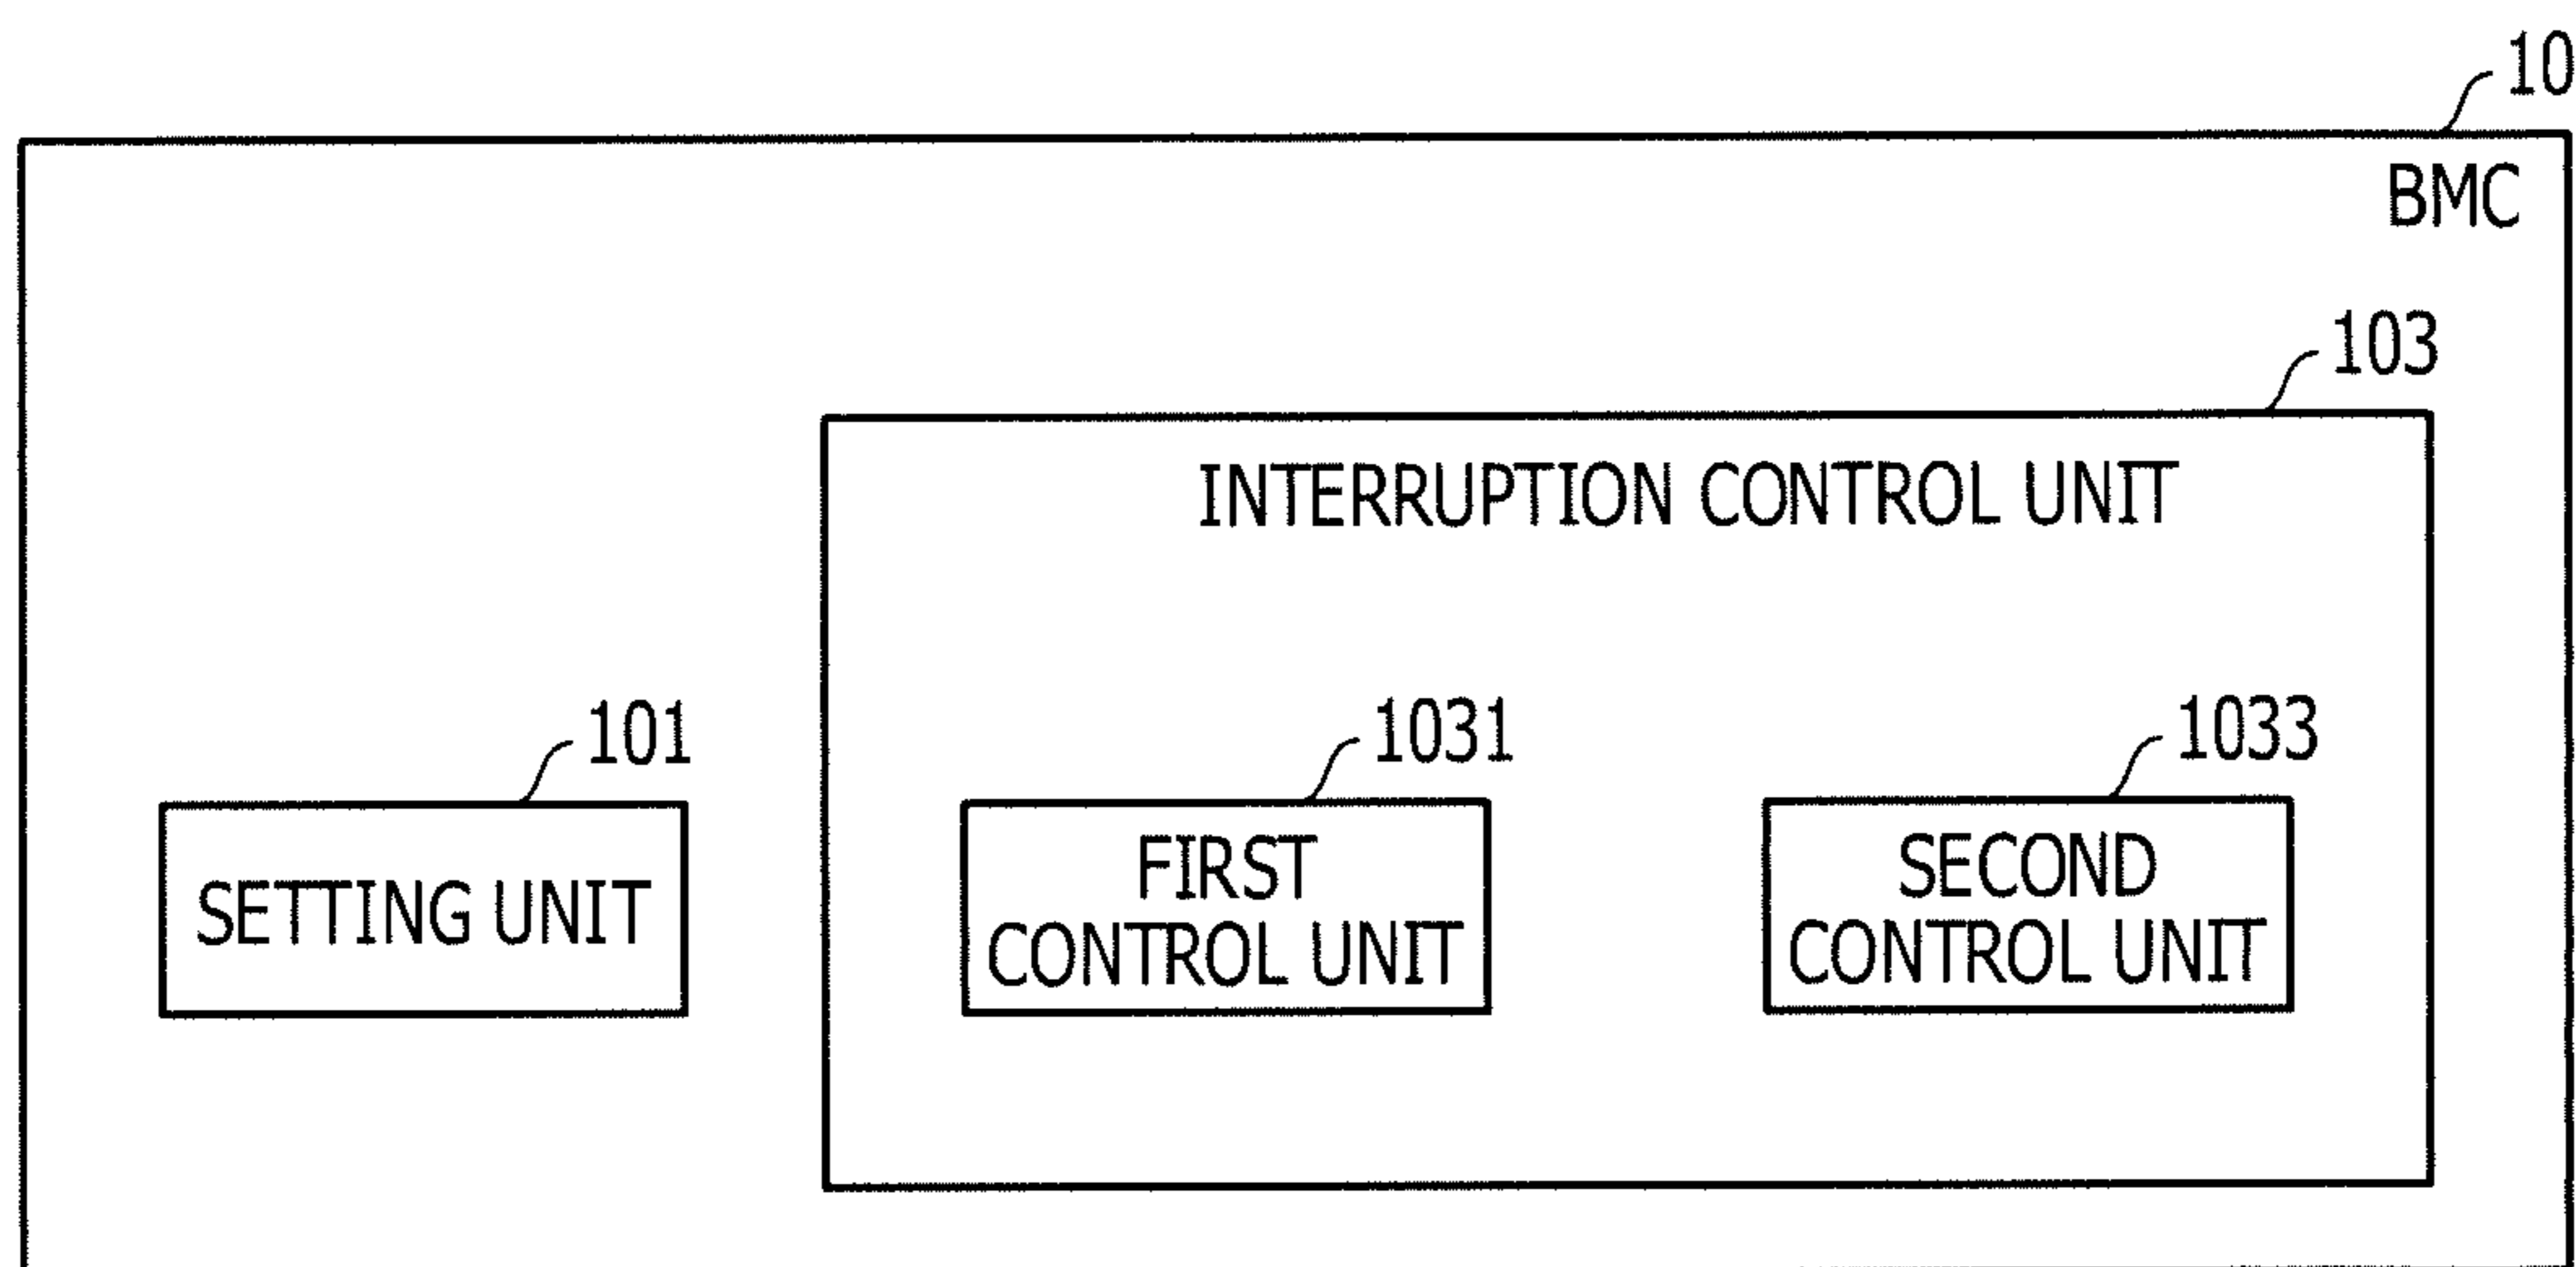 10
BMC
103
INTERRUPTION CONTROL UNIT
101
1031
1033
SETTING UNIT
FIRST
CONTROL UNIT
SECOND
CONTROL UNIT